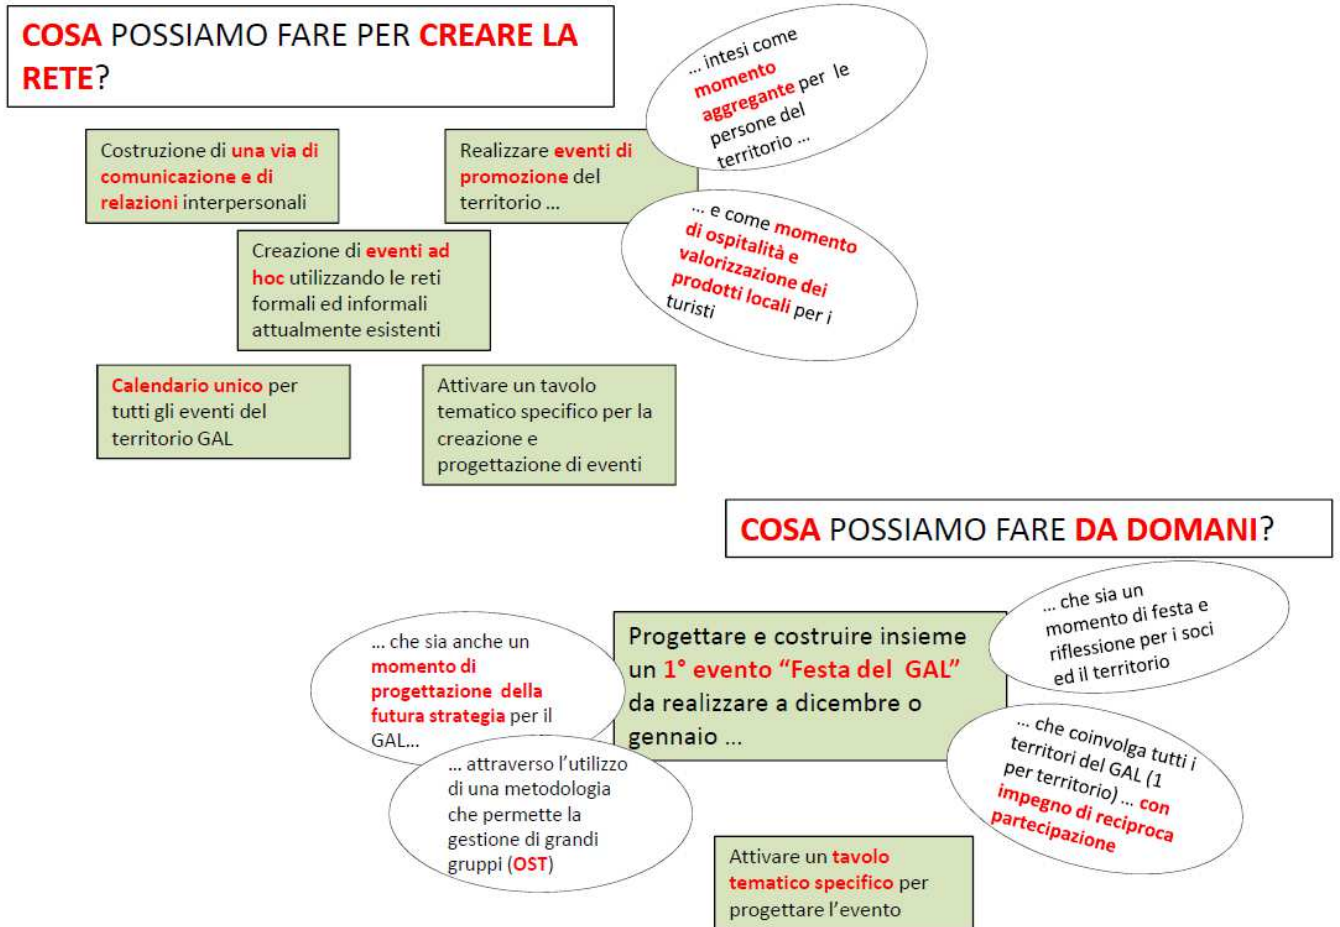 COSA POSSIAMO FARE PER CREARE LA
RETE?
... intesi come
momento
aggregante per le
persone del
territorio ...
Costruzione di una via di
comunicazione e di
relazioni interpersonali
Realizzare eventi di
promozione del
territorio ...
... e come momento
di ospitalità e
valorizzazione dei
prodotti locali per i
turisti
Creazione di eventi ad
hoc utilizzando le reti
formali ed informali
attualmente esistenti
Calendario unico per
tutti gli eventi del
territorio GAL
Attivare un tavolo
tematico specifico per la
creazione e
progettazione di eventi
COSA POSSIAMO FARE DA DOMANI?
... che sia un
momento di festa e
riflessione per i soci
ed il territorio
... che sia anche un
momento di
progettazione della
futura strategia per il
GAL...
Progettare e costruire insieme
un 1° evento “Festa del GAL”
da realizzare a dicembre o
gennaio ...
... che coinvolga tutti i
territori del GAL (1
per territorio) ... con
impegno di reciproca
partecipazione
... attraverso l’utilizzo
di una metodologia
che permette la
gestione di grandi
gruppi (OST)
Attivare un tavolo
tematico specifico per
progettare l’evento